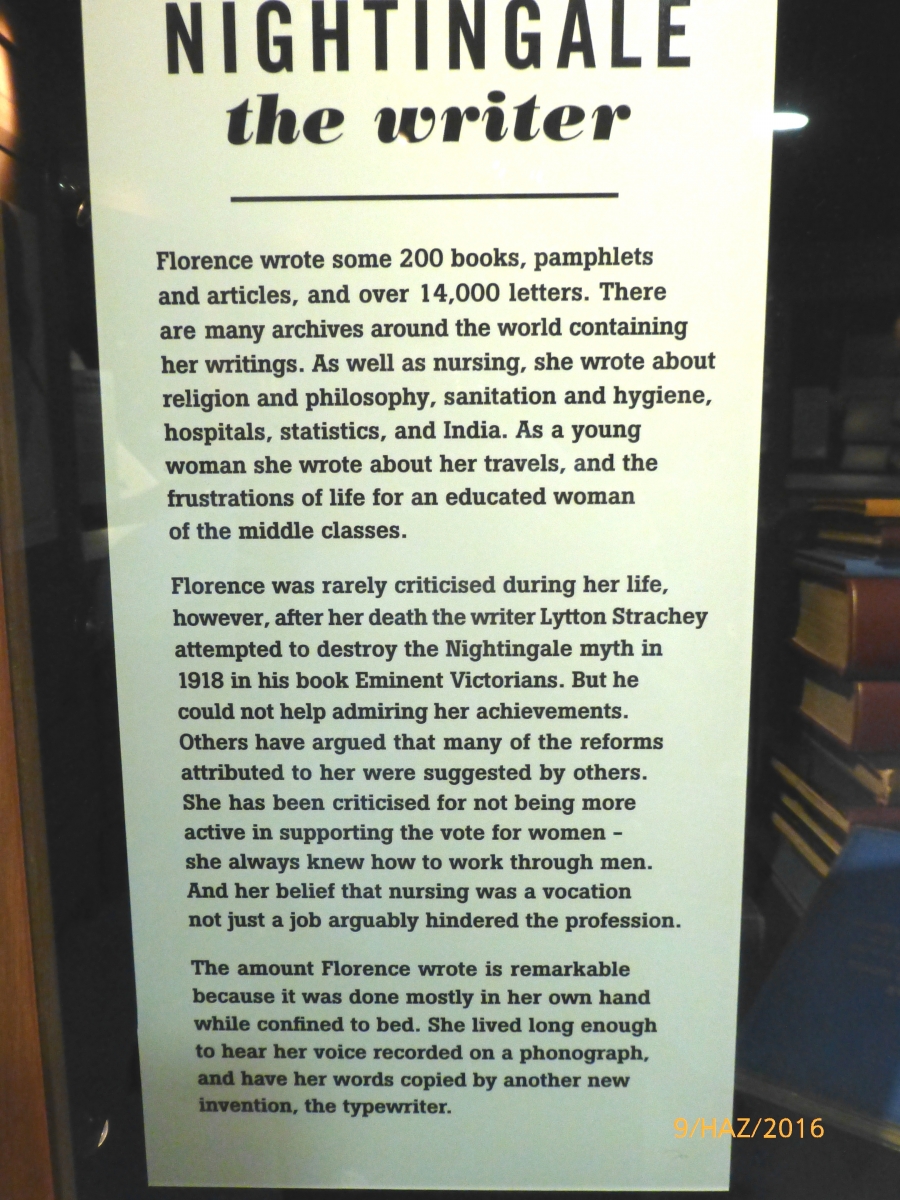 NIGHTINGALE
the writer
Florence wrote some 200 books, pamphlets
and articles, and over 14,000 letters. There
are many archives around the world containing
her writings. As well as nursing, she wrote about
religion and philosophy, sanitation and hygiene,
hospitals, statistics, and India. As a young
woman she wrote about her travels, and the
frustrations of life for an educated woman
of the middle classes.
Florence was rarely criticised during her life,
however, after her death the writer Lytton Strachey
attempted to destroy the Nightingale myth in
1918 in his book Eminent Victorians. But he
could not help admiring her achievements.
Others have argued that many of the reforms
attributed to her were suggested by others.
She has been criticised for not being more
active in supporting the vote for women –
she always knew how to work through men.
And her belief that nursing was a vocation
not just a job arguably hindered the profession.
The amount Florence wrote is remarkable
because it was done mostly in her own hand
while confined to bed. She lived long enough
to hear her voice recorded on a phonograph,
and have her words copied by another new
invention, the typewriter.
9/HAZ/2016